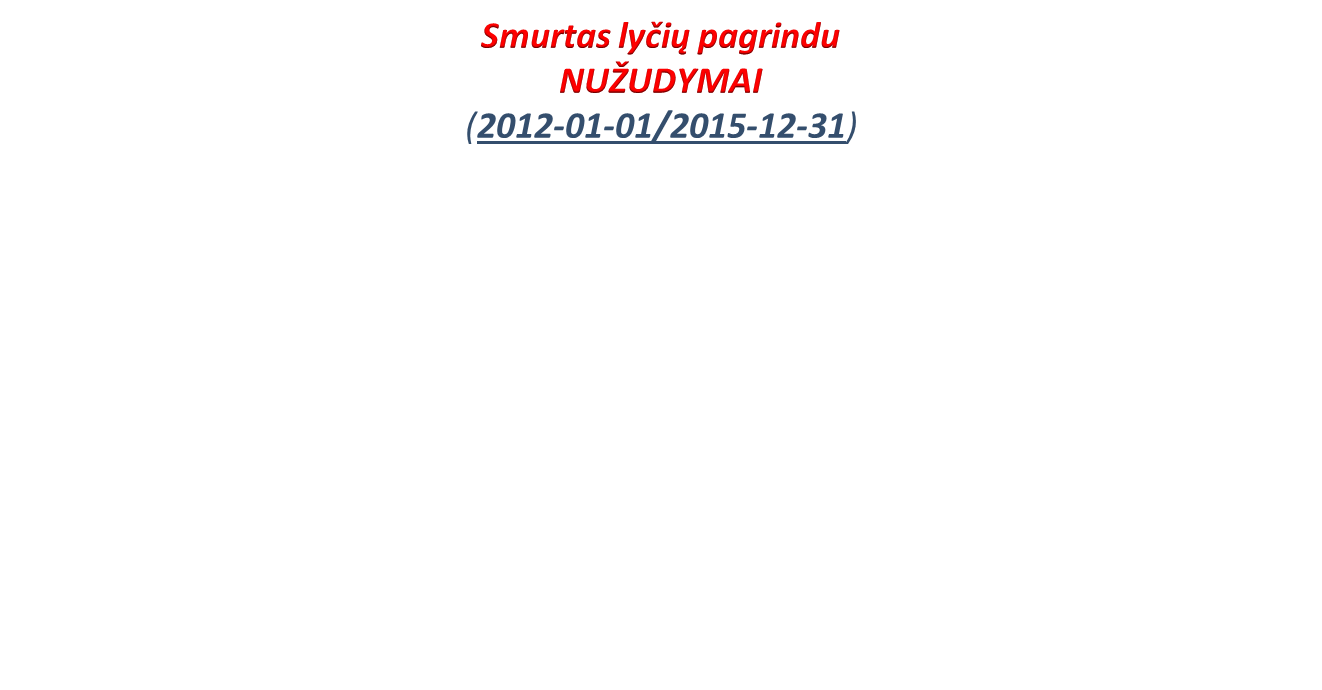 Smurtas lyčių pagrindu
NUŽUDYMAI
(2012-01-01/2015-12-31)